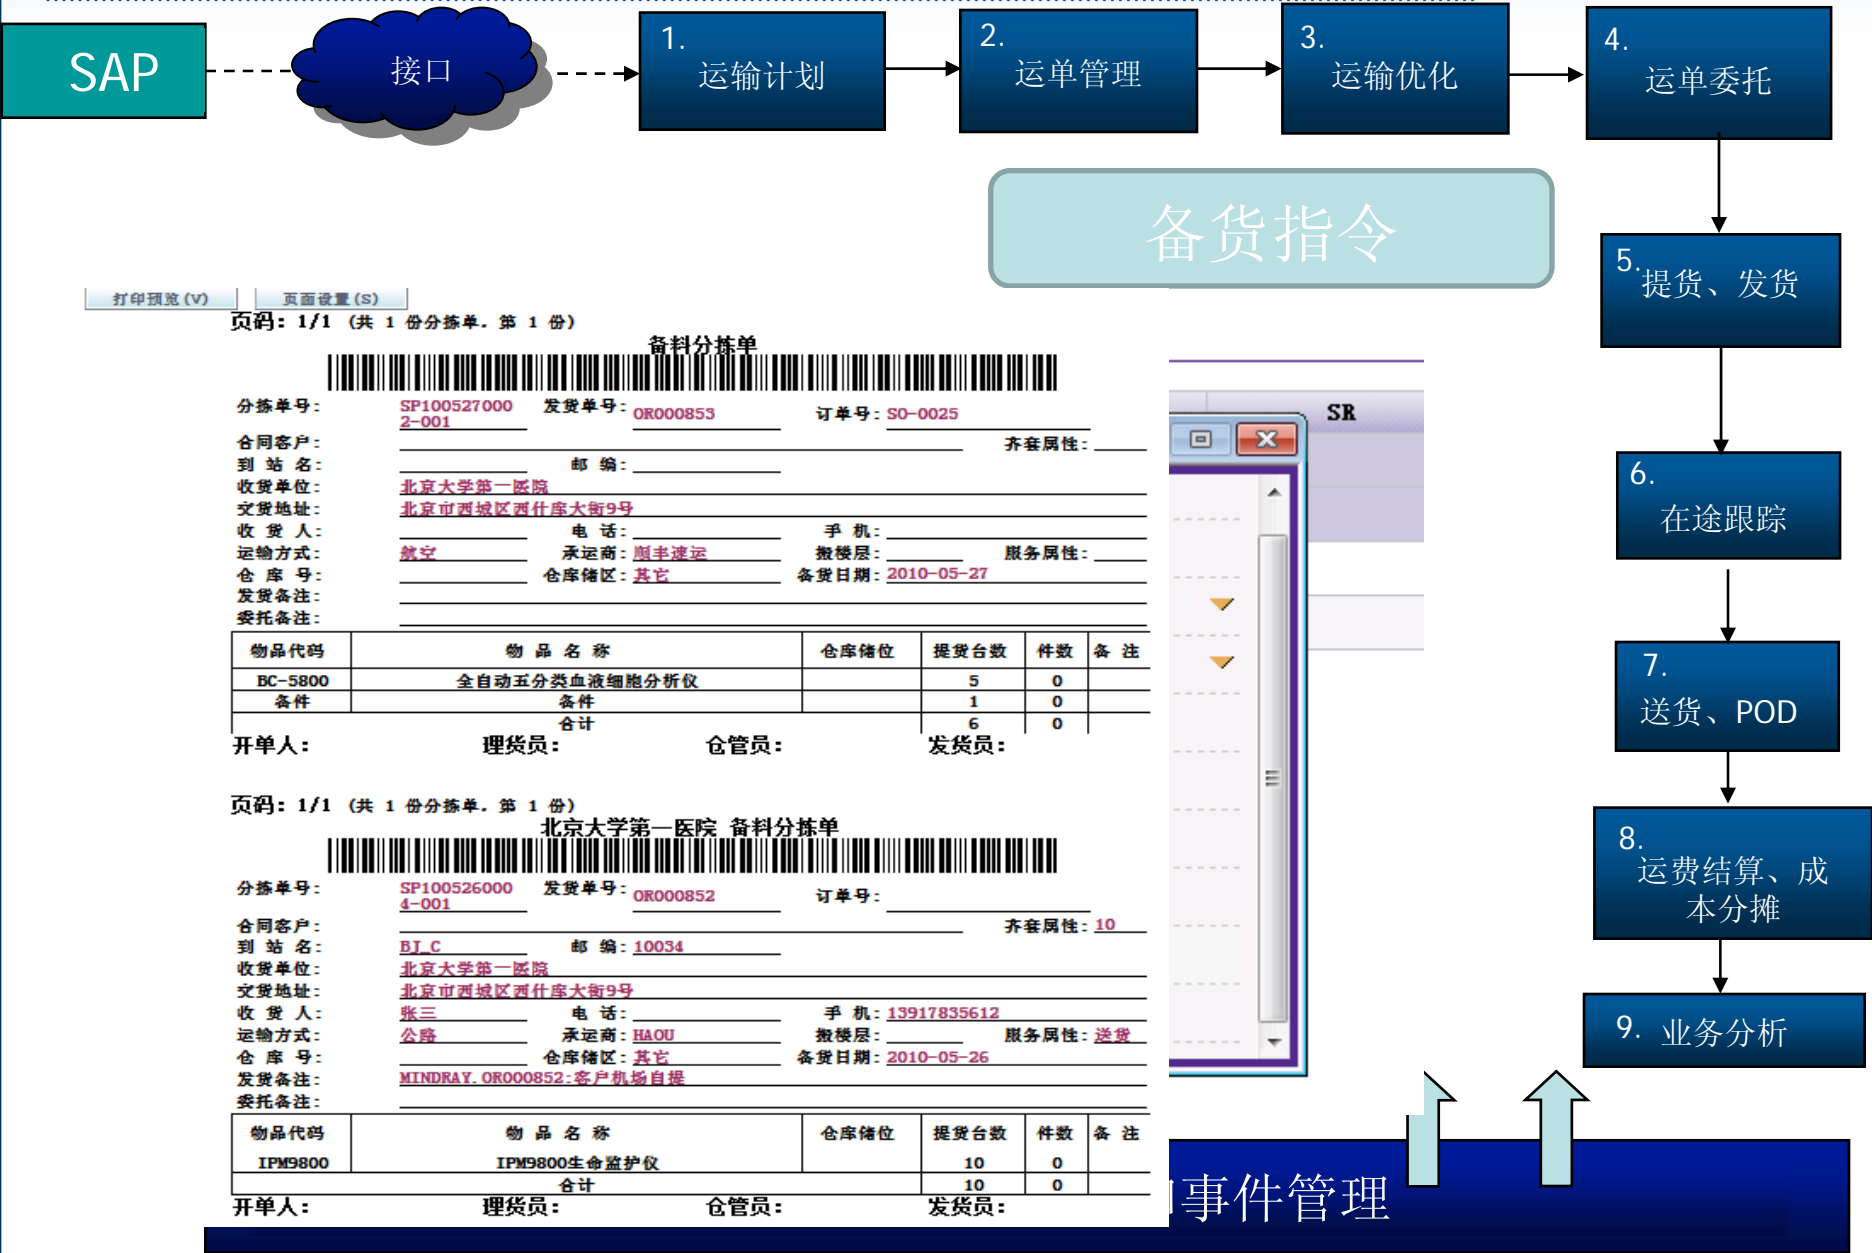 SAP
接口
1.
运输计划
2.
运单管理
3.
运输优化
4.
运单委托
备货指令
5.
提货、发货
6.
在途跟踪
7.
送货、POD
8.
运费结算、成
本分摊
9. 业务分析
打印预览(V) 页面设置(S)
页码: 1/1 (共 1 份分拣单. 第 1 份)
备料分拣单
分拣单号: SP100527000 发货单号: OR000853 订单号: SO-0025
2-001
合同客户: 齐套属性:
到 站 名: 邮 编:
收货单位: 北京大学第一医院
交货地址: 北京市西城区西什库大街9号
收 货 人: 电 话: 手 机:
运输方式: 航空 承运商: 顺丰速运 搬楼层: 服务属性:
仓 库 号: 仓库储区: 其它 备货日期: 2010-05-27
发货备注:
委托备注:
物品代码 物 品 名 称 仓库储位 提货台数 件数 备 注
BC-5800 全自动五分类血液细胞分析仪 5 0
备件 备件 1 0
合计 6 0
开单人: 理货员: 仓管员: 发货员:
SR
页码: 1/1 (共 1 份分拣单. 第 1 份)
北京大学第一医院 备料分拣单
分拣单号: SP100526000 发货单号: OR000852 订单号:
4-001
合同客户: 齐套属性: 10
到 站 名: BJ_C 邮 编: 10034
收货单位: 北京大学第一医院
交货地址: 北京市西城区西什库大街9号
收 货 人: 张三 电 话: 手 机: 13917835612
运输方式: 公路 承运商: HAOU 搬楼层: 服务属性: 送货
仓 库 号: 仓库储区: 其它 备货日期: 2010-05-26
发货备注: MINDRAY.OR000852:客户机场自提
委托备注:
物品代码 物 品 名 称 仓库储位 提货台数 件数 备 注
IPM9800 IPM9800生命监护仪 10 0
合计 10 0
开单人: 理货员: 仓管员: 发货员:
事件管理